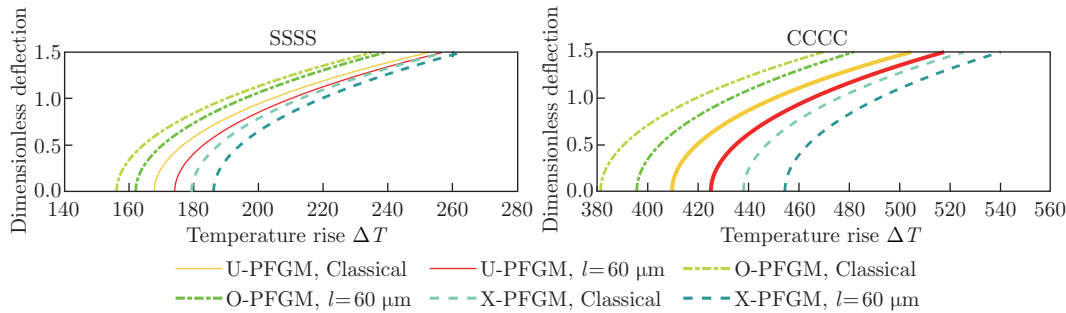 SSSS
CCCC
1.5
1.0
0.5
0.0
Dimensionless deflection
140 160 180 200 220 240 260 280
Temperature rise ΔT
1.5
1.0
0.5
0.0
Dimensionless deflection
380 400 420 440 460 480 500 520 540 560
Temperature rise ΔT
U-PFGM, Classical
U-PFGM, l=60 μm
O-PFGM, Classical
O-PFGM, l=60 μm
X-PFGM, Classical
X-PFGM, l=60 μm